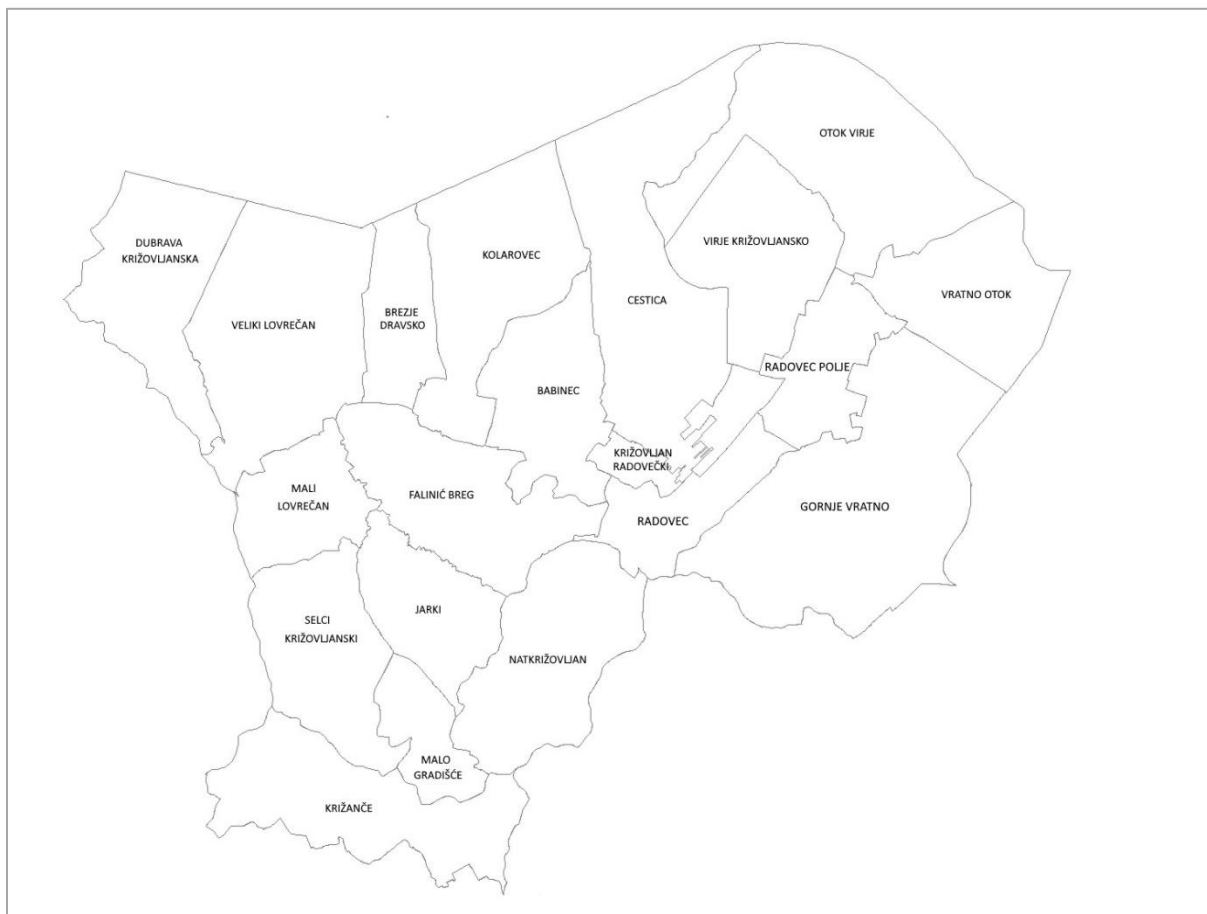 OTOK VIRJE
DUBRAVA
KRIŽOVLJANSKA
VIRJE KRIŽOVLJANSKO
KOLAROVEC
VRATNO OTOK
CESTICA
BREZJE
DRAVSKO
VELIKI LOVREČAN
RADOVEC POLJE
BABINEC
KRIŽOVLJAN
RADOVEČKI
MALI
LOVREČAN
FALINIĆ BREG
GORNJE VRATNO
RADOVEC
JARKI
SELCI
KRIŽOVLJANSKI
NATKRIŽOVLJAN
MALO
GRADIŠĆE
KRIŽANČE